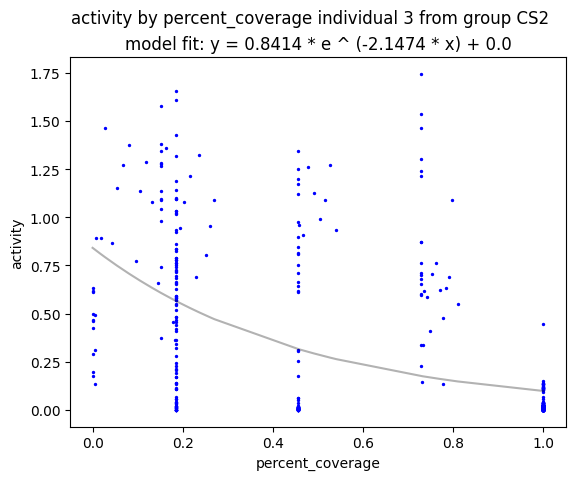 activity by percent_coverage individual 3 from group CS2
model fit: y = 0.8414 * e ^ (-2.1474 * x) + 0.0
1.75
1.50
1.25
1.00
0.75
0.50
0.25
0.00
activity
0.0 0.2 0.4 0.6 0.8 1.0
percent_coverage